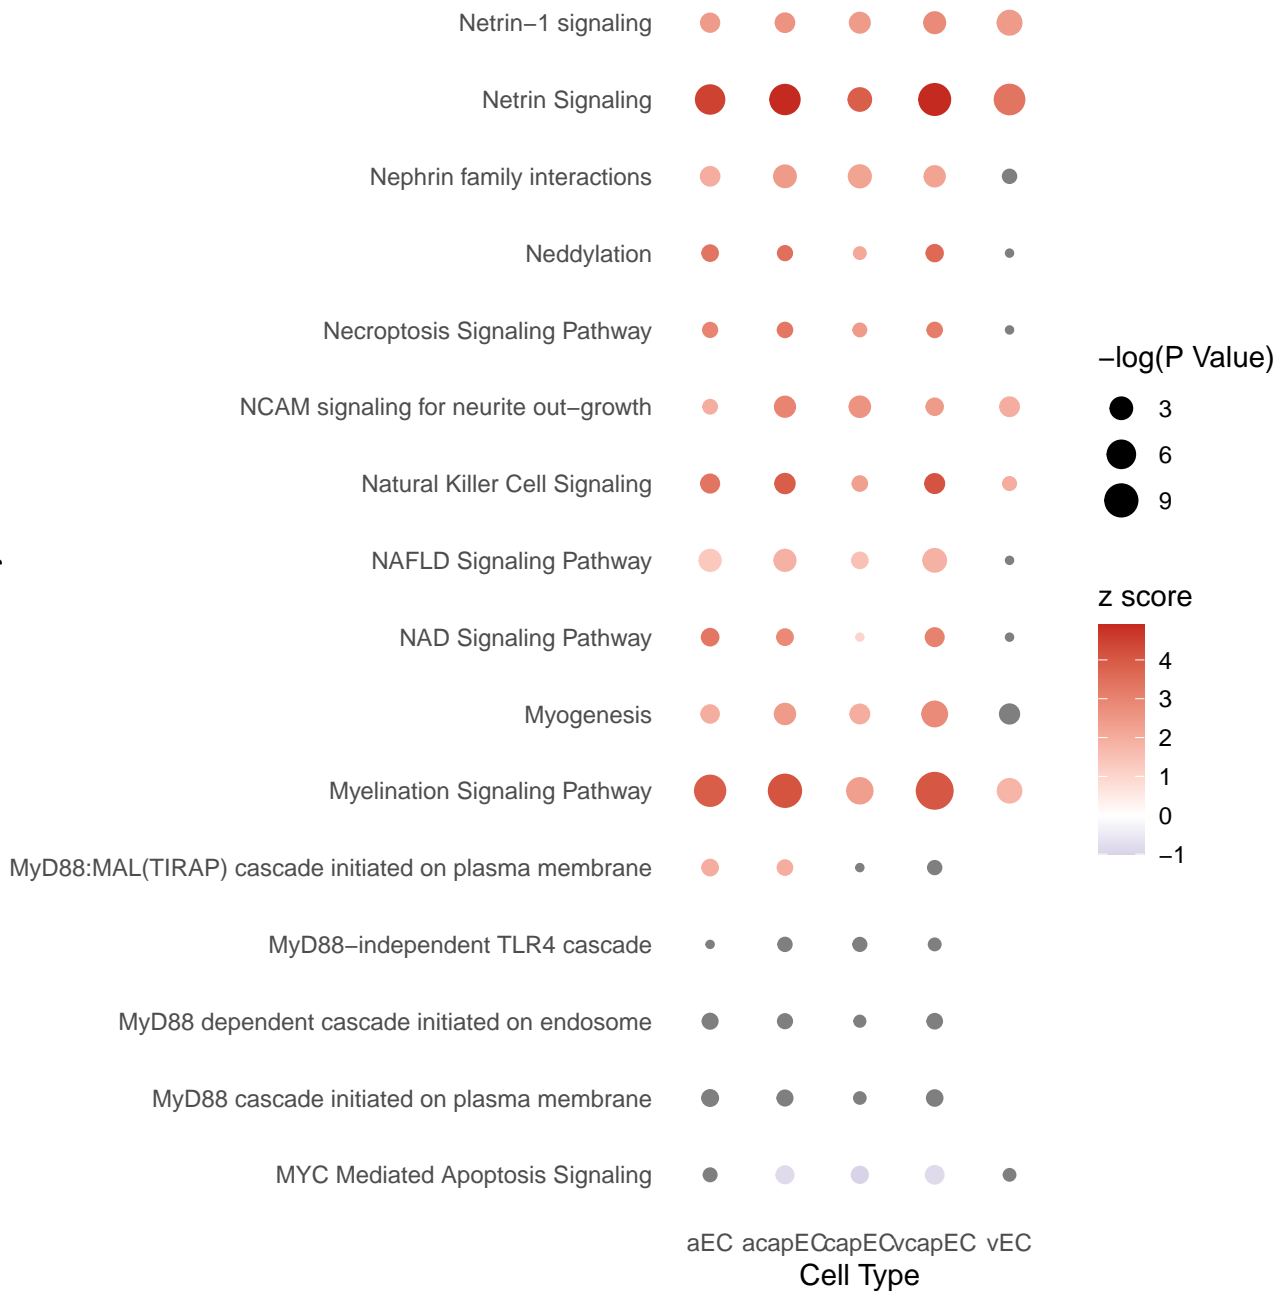 Netrin−1 signaling
Netrin Signaling
Nephrin family interactions
Neddylation
Necroptosis Signaling Pathway
NCAM signaling for neurite out−growth
Natural Killer Cell Signaling
NAFLD Signaling Pathway
NAD Signaling Pathway
Myogenesis
Myelination Signaling Pathway
MyD88:MAL(TIRAP) cascade initiated on plasma membrane
MyD88−independent TLR4 cascade
MyD88 dependent cascade initiated on endosome
MyD88 cascade initiated on plasma membrane
MYC Mediated Apoptosis Signaling
aEC acapEC capEC vcapEC vEC
Cell Type
−log(P Value)
3
6
9
z score
4
3
2
1
0
−1